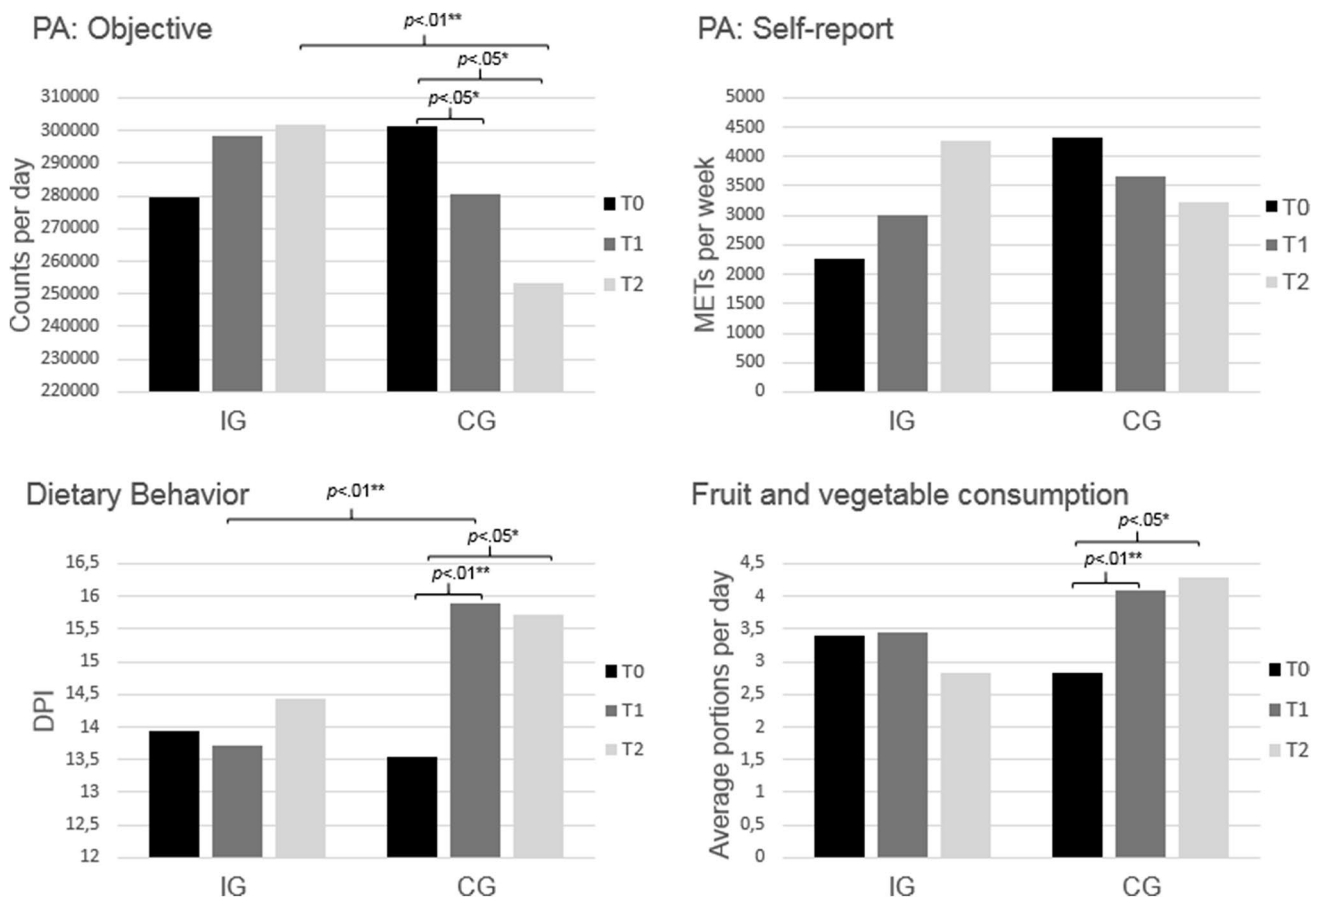 PA: Objective
p<.01**
p<.05*
p<.05*
310000
300000
290000
280000
270000
260000
250000
240000
230000
220000
Counts per day
IG
CG
T0
T1
T2
PA: Self-report
5000
4500
4000
3500
3000
2500
2000
1500
1000
500
0
METs per week
IG
CG
T0
T1
T2
Dietary Behavior
p<.01**
p<.05*
p<.01**
16,5
16
15,5
15
14,5
14
13,5
13
12,5
12
DPI
IG
CG
T0
T1
T2
Fruit and vegetable consumption
p<.05*
p<.01**
4,5
4
3,5
3
2,5
2
1,5
1
0,5
0
Average portions per day
IG
CG
T0
T1
T2